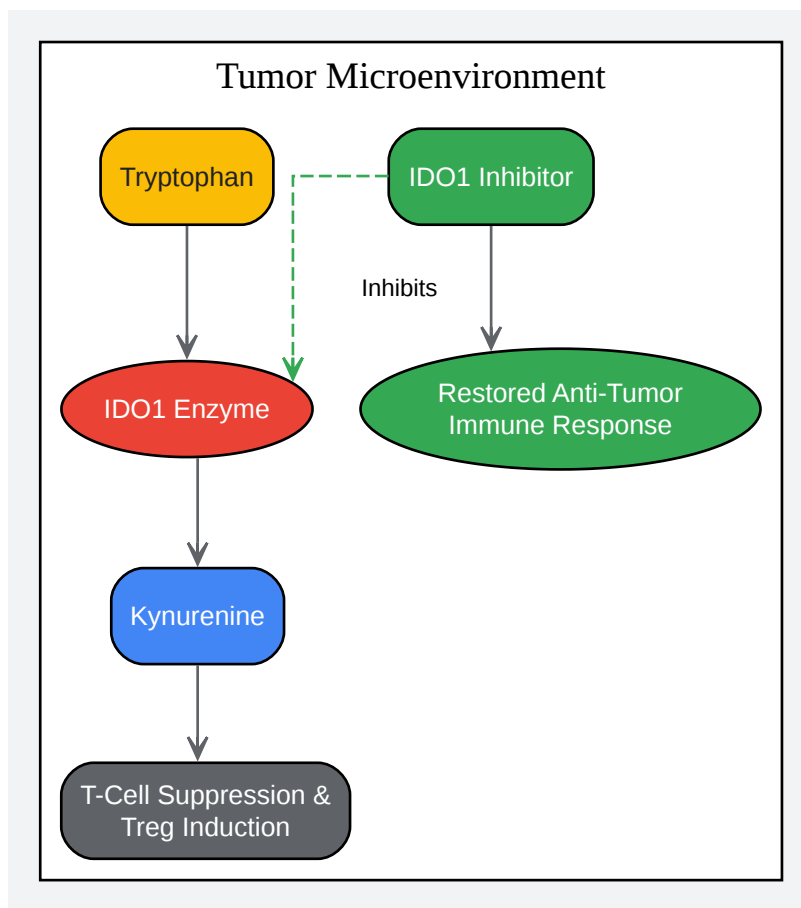 Tumor Microenvironment
Tryptophan
IDO1 Inhibitor
Inhibits
IDO1 Enzyme
Restored Anti-Tumor
Immune Response
Kynurenine
T-Cell Suppression &
Treg Induction